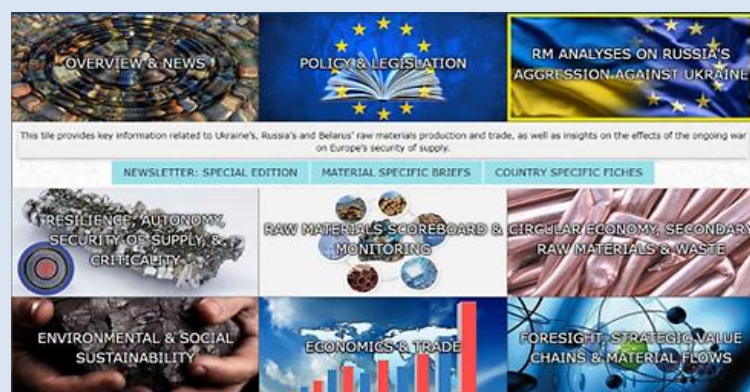 OVERVIEW & NEWS
POLICY & LEGISLATION
RM ANALYSES ON RUSSIA'S
AGGRESSION AGAINST UKRAINE
This tile provides key information related to Ukraine's, Russia's and Belarus' raw materials production and trade, as well as insights on the effects of the ongoing war
on Europe's security of supply.
NEWSLETTER: SPECIAL EDITION
MATERIAL SPECIFIC BRIEFS
COUNTRY SPECIFIC FICHES
RESILIENCE, AUTONOMY,
SECURITY OF SUPPLY, &
CRITICALITY
RAW MATERIALS SCOREBOARD &
MONITORING
CIRCULAR ECONOMY, SECONDARY
RAW MATERIALS & WASTE
ENVIRONMENTAL & SOCIAL
SUSTAINABILITY
ECONOMICS & TRADE
FORESIGHT, STRATEGIC VALUE
CHAINS & MATERIAL FLOWS